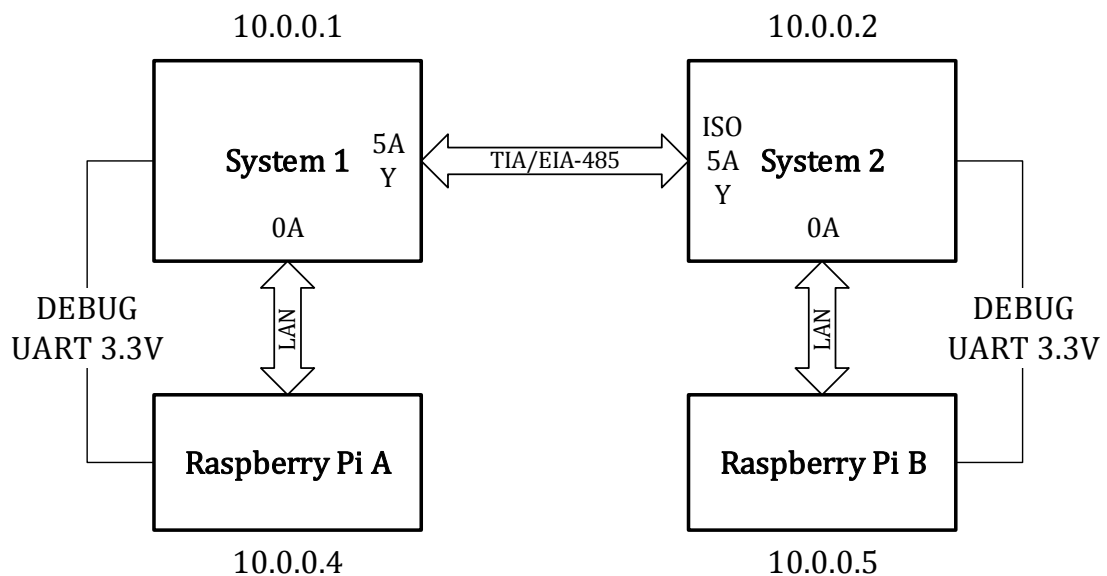 10.0.0.1
10.0.0.2
System 1
5A
Y
0A
TIA/EIA-485
ISO
5A
Y
System 2
0A
DEBUG
UART 3.3V
LAN
LAN
DEBUG
UART 3.3V
Raspberry Pi A
Raspberry Pi B
10.0.0.4
10.0.0.5